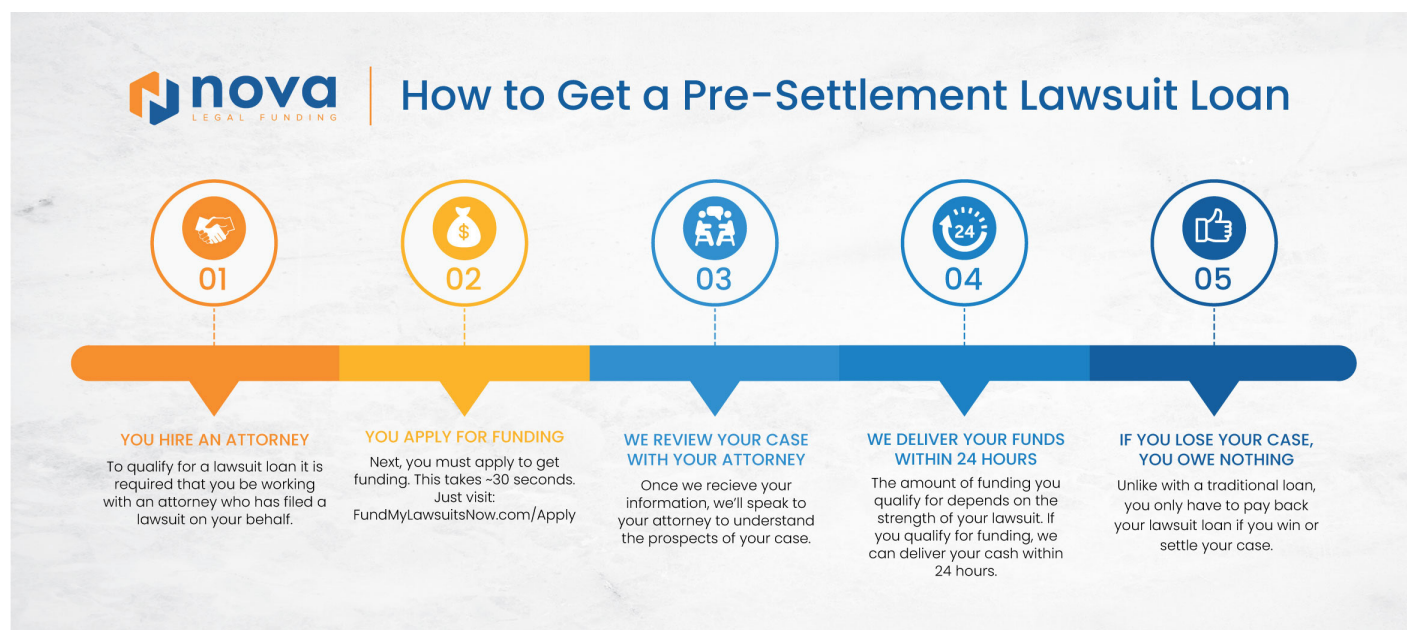 nova
LEGAL FUNDING
How to Get a Pre-Settlement Lawsuit Loan
01
YOU HIRE AN ATTORNEY
To qualify for a lawsuit loan it is
required that you be working
with an attorney who has filed a
lawsuit on your behalf.
$
02
YOU APPLY FOR FUNDING
Next, you must apply to get
funding. This takes ~30 seconds.
Just visit:
FundMyLawsuitsNow.com/Apply
03
WE REVIEW YOUR CASE
WITH YOUR ATTORNEY
Once we recieve your
information, we'll speak to
your attorney to understand
the prospects of your case.
24
04
WE DELIVER YOUR FUNDS
WITHIN 24 HOURS
The amount of funding you
qualify for depends on the
strength of your lawsuit. If
you qualify for funding, we
can deliver your cash within
24 hours.
05
IF YOU LOSE YOUR CASE,
YOU OWE NOTHING
Unlike with a traditional loan,
you only have to pay back
your lawsuit loan if you win or
settle your case.